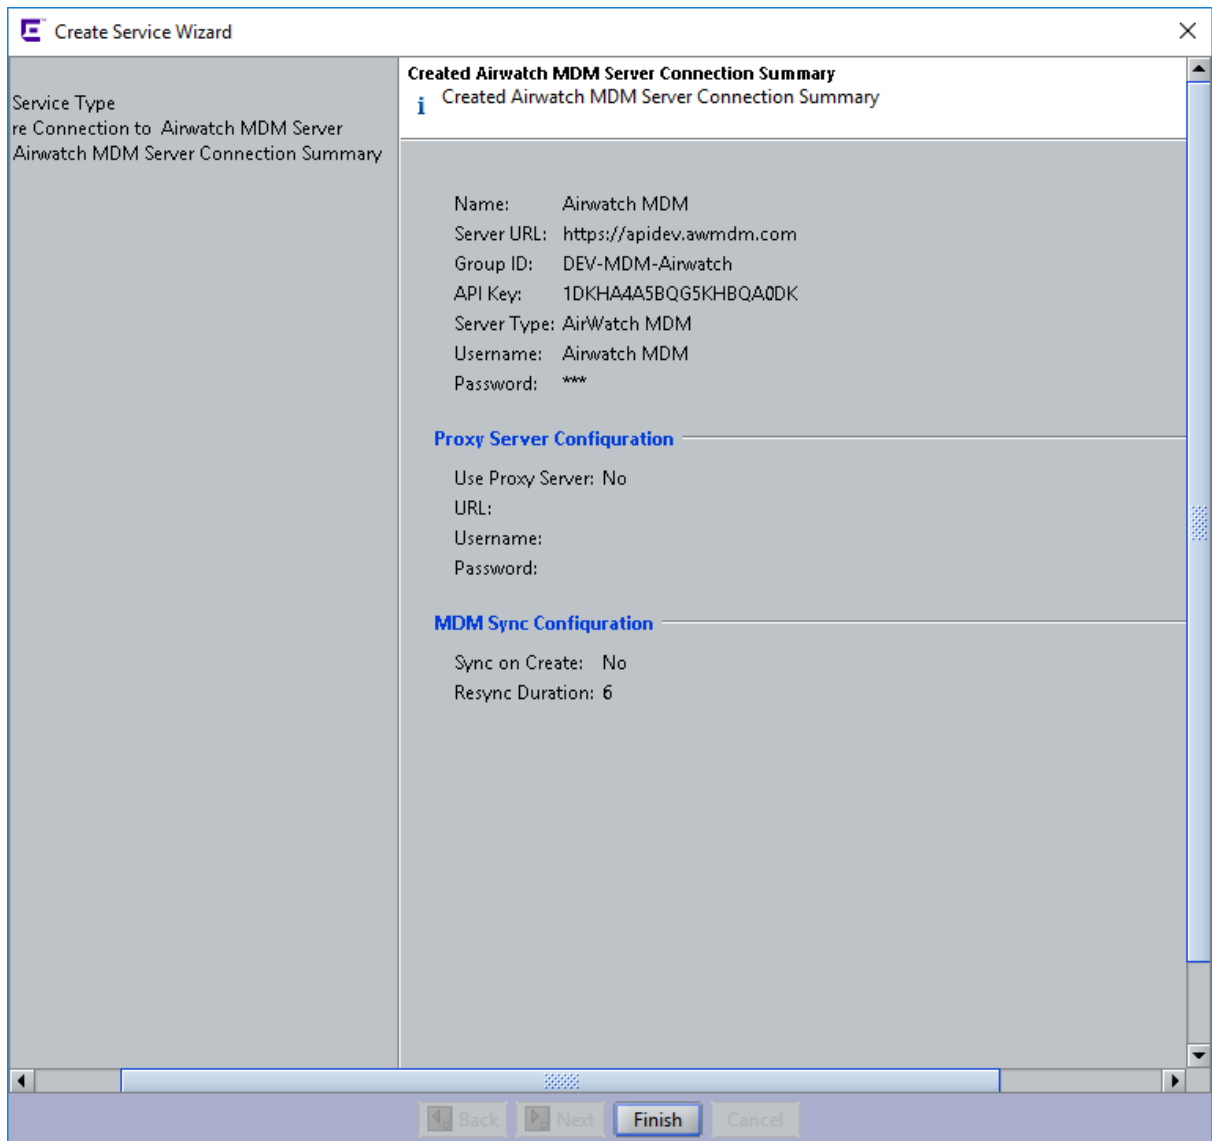 Create Service Wizard
Service Type
re Connection to Airwatch MDM Server
Airwatch MDM Server Connection Summary
Created Airwatch MDM Server Connection Summary
Created Airwatch MDM Server Connection Summary
Name: Airwatch MDM
Server URL: https://apidev.awmdm.com
Group ID: DEV-MDM-Airwatch
API Key: 1DKHA4A5BQG5KHBQA0DK
Server Type: AirWatch MDM
Username: Airwatch MDM
Password: ***
Proxy Server Configuration
Use Proxy Server: No
URL:
Username:
Password:
MDM Sync Configuration
Sync on Create: No
Resync Duration: 6
Back Next Finish Cancel